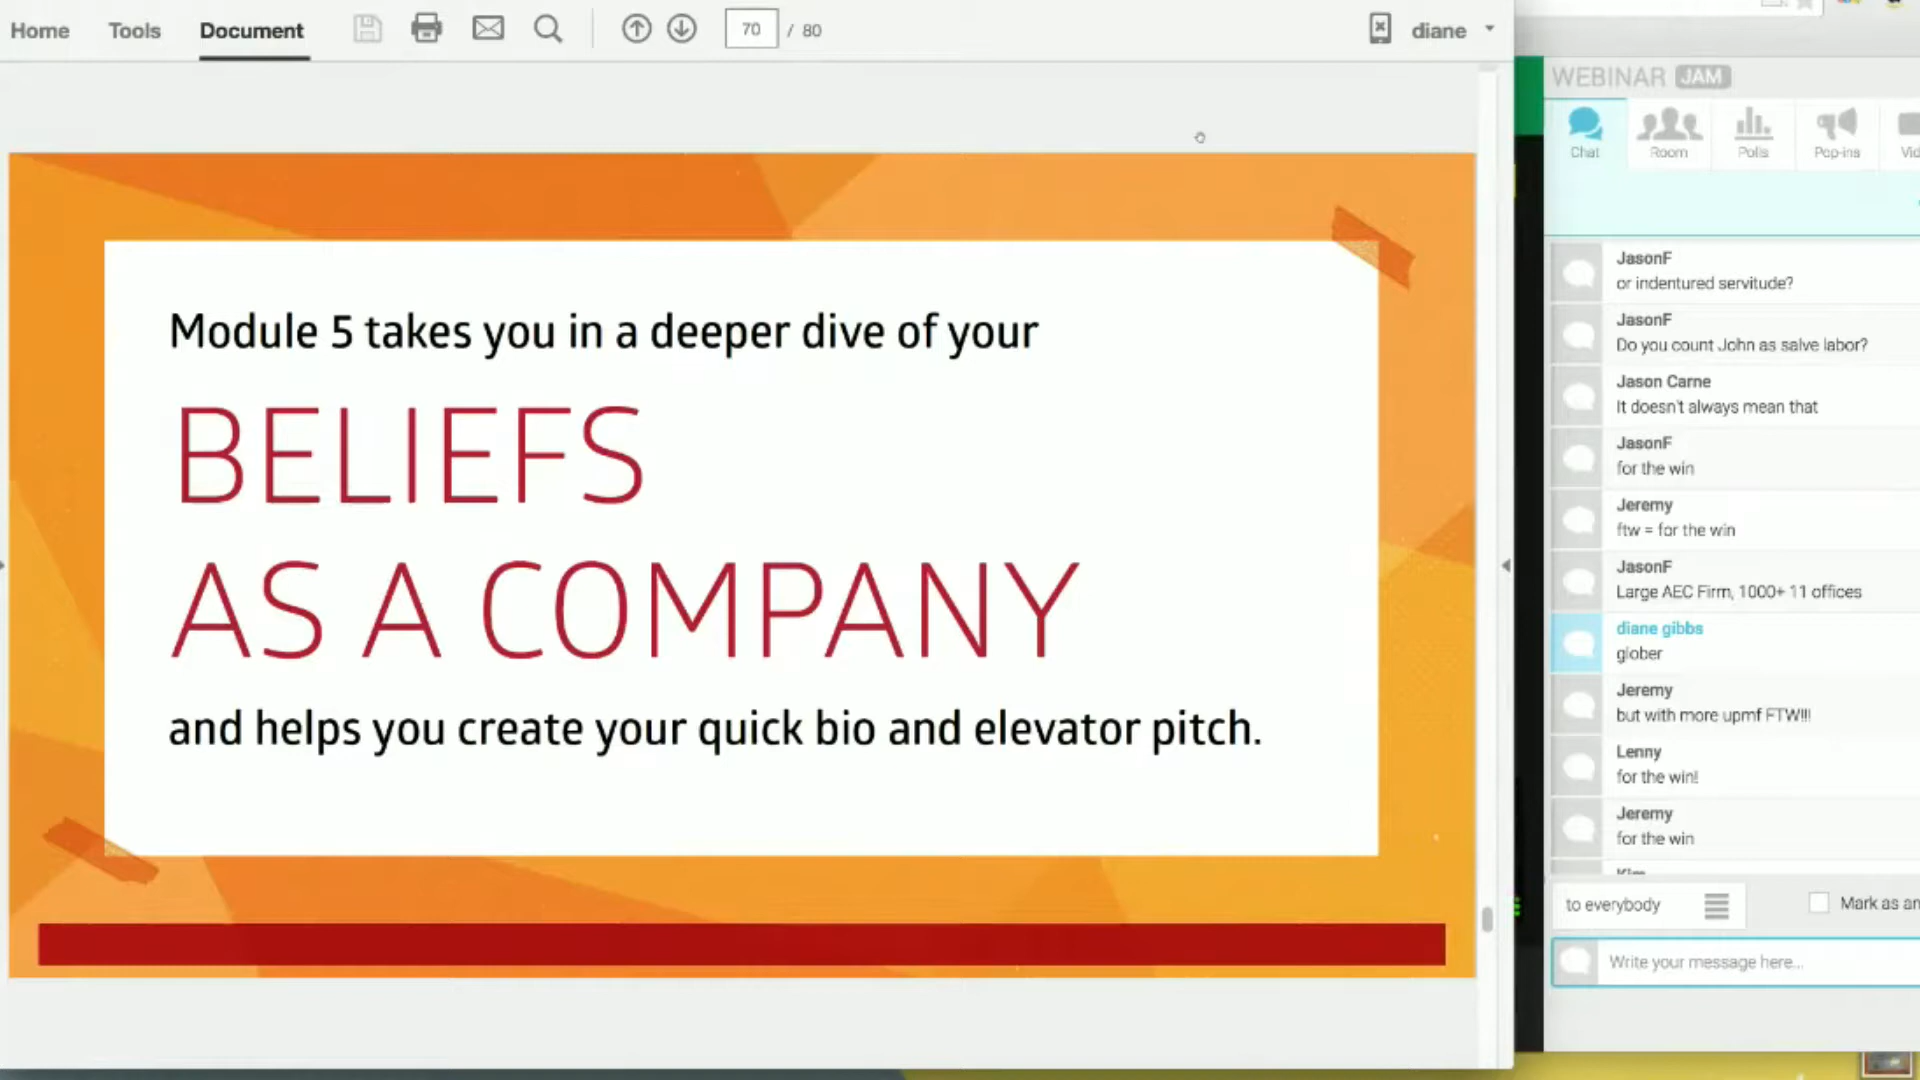 Home Tools Document 70 / 80 diane
Module 5 takes you in a deeper dive of your
BELIEFS
AS A COMPANY
and helps you create your quick bio and elevator pitch.
WEBINAR JAM
Chat Room Polls Pop-ins
JasonF
or indentured servitude?
JasonF
Do you count John as salve labor?
Jason Carne
It doesn't always mean that
JasonF
for the win
Jeremy
ftw = for the win
JasonF
Large AEC Firm, 1000+ 11 offices
diane gibbs
glober
Jeremy
but with more upmf FTW!!!
Lenny
for the win!
Jeremy
for the win
to everybody Mark as
Write your message here...